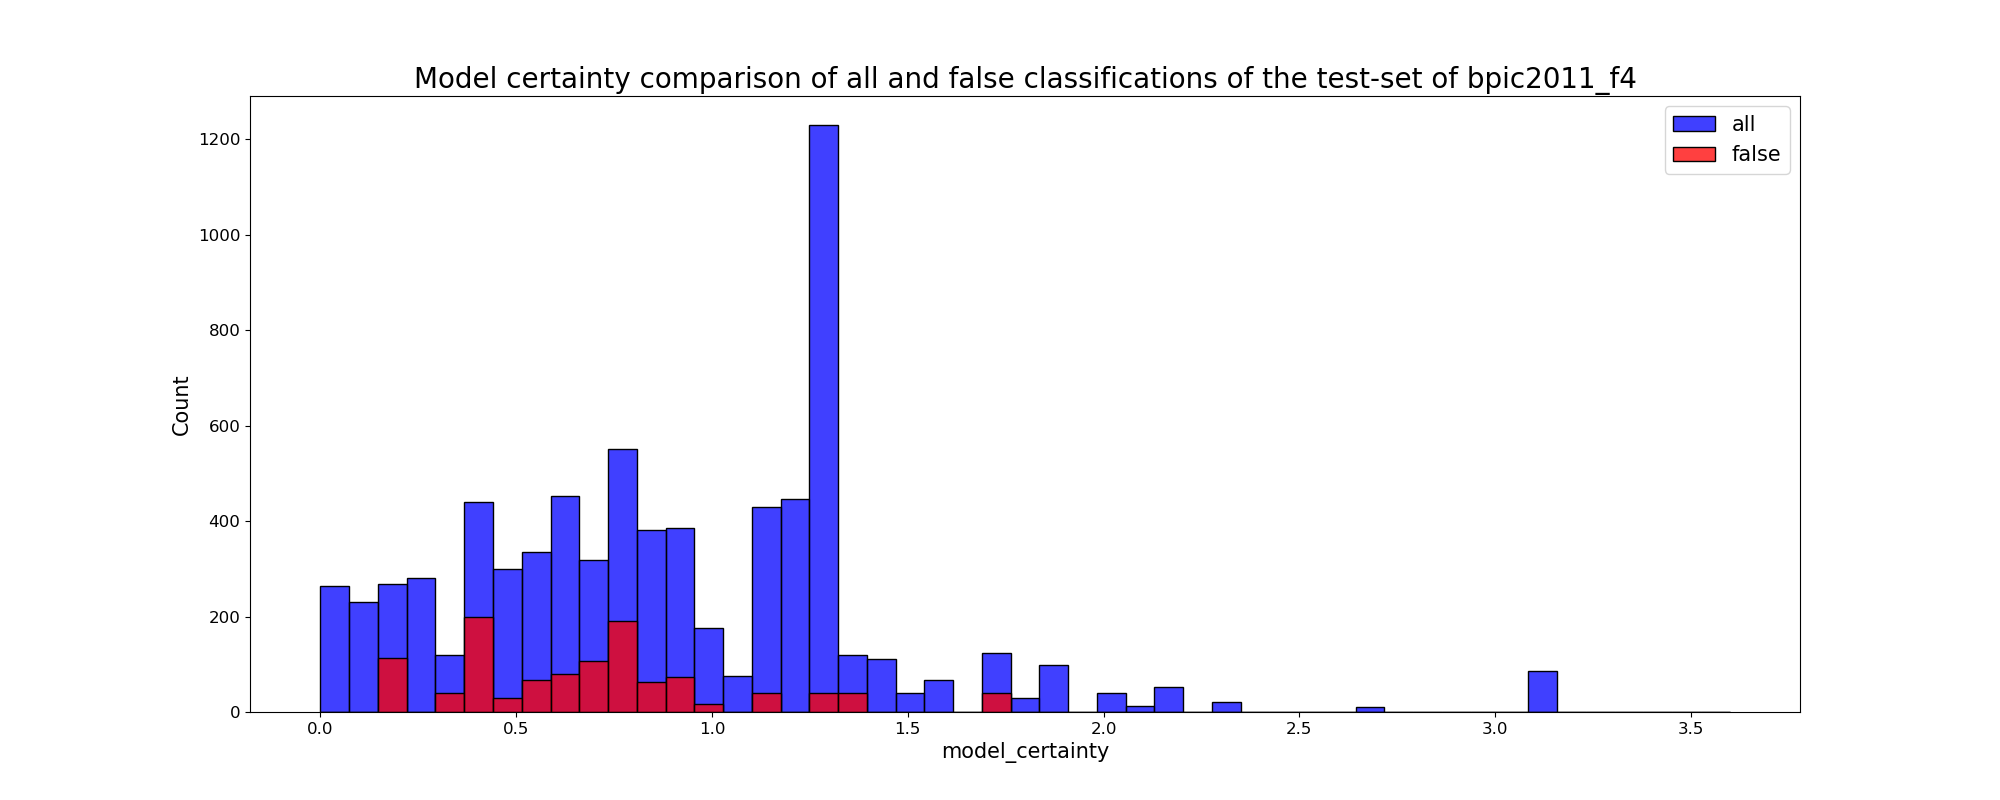 Model certainty comparison of all and false classifications of the test-set of bpic2011_f4
all
false
1200
1000
800
600
400
200
0
Count
0.0 0.5 1.0 1.5 2.0 2.5 3.0 3.5
model_certainty